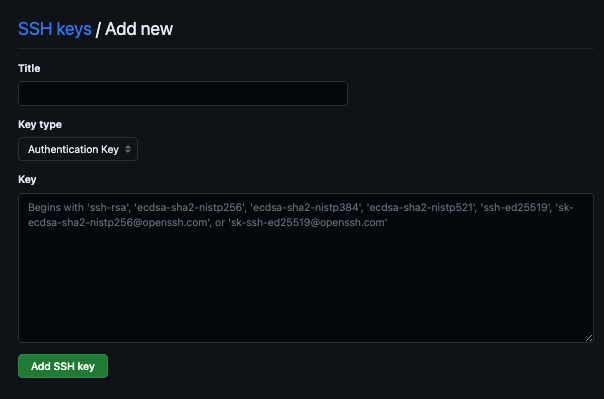 SSH keys / Add new
Title
Key type
Authentication Key
Key
Begins with 'ssh-rsa', 'ecdsa-sha2-nistp256', 'ecdsa-sha2-nistp384', 'ecdsa-sha2-nistp521', 'ssh-ed25519', 'sk-
ecdsa-sha2-nistp256@openssh.com', or 'sk-ssh-ed25519@openssh.com'
Add SSH key